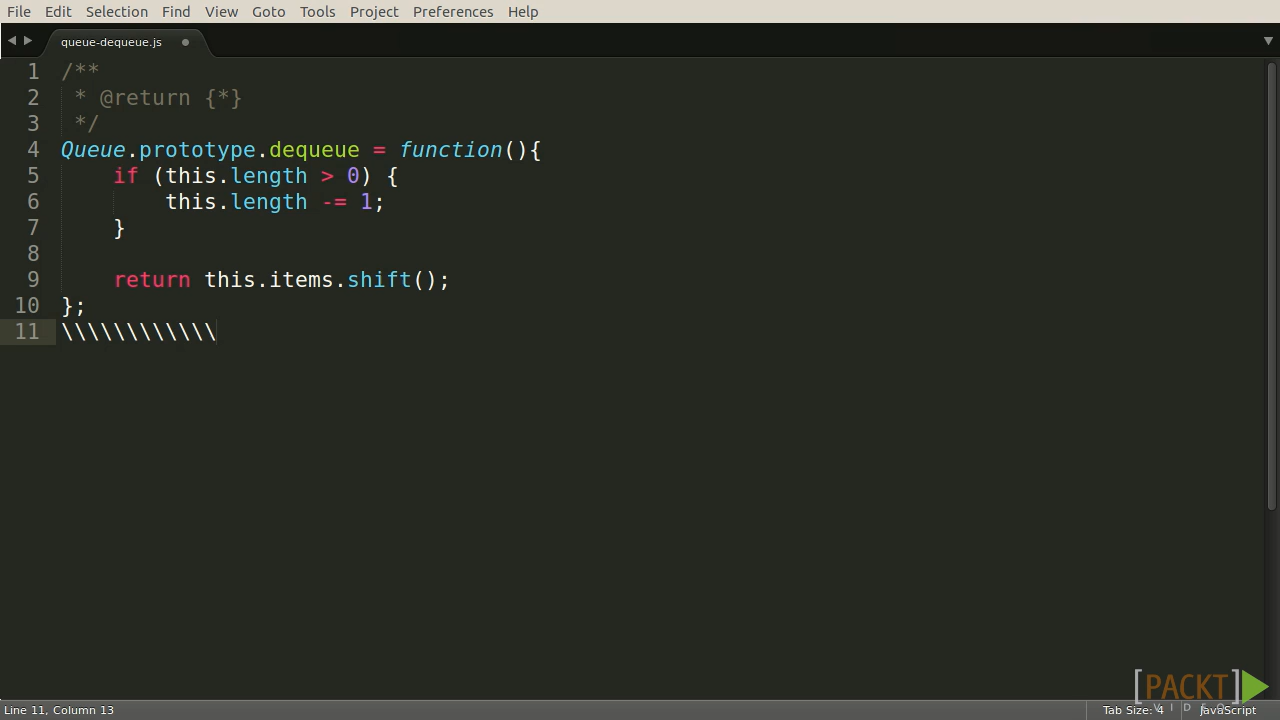 File Edit Selection Find View Goto Tools Project Preferences Help
queue-dequeue.js
1 /**
2  * @return {*}
3  */
4 Queue.prototype.dequeue = function(){
5     if (this.length > 0) {
6         this.length -= 1;
7     }
8
9     return this.items.shift();
10 };
11 \\\\\\\\\\\\
[PACKT]
VIDEO
Line 11, Column 13 Tab Size: 4 JavaScript